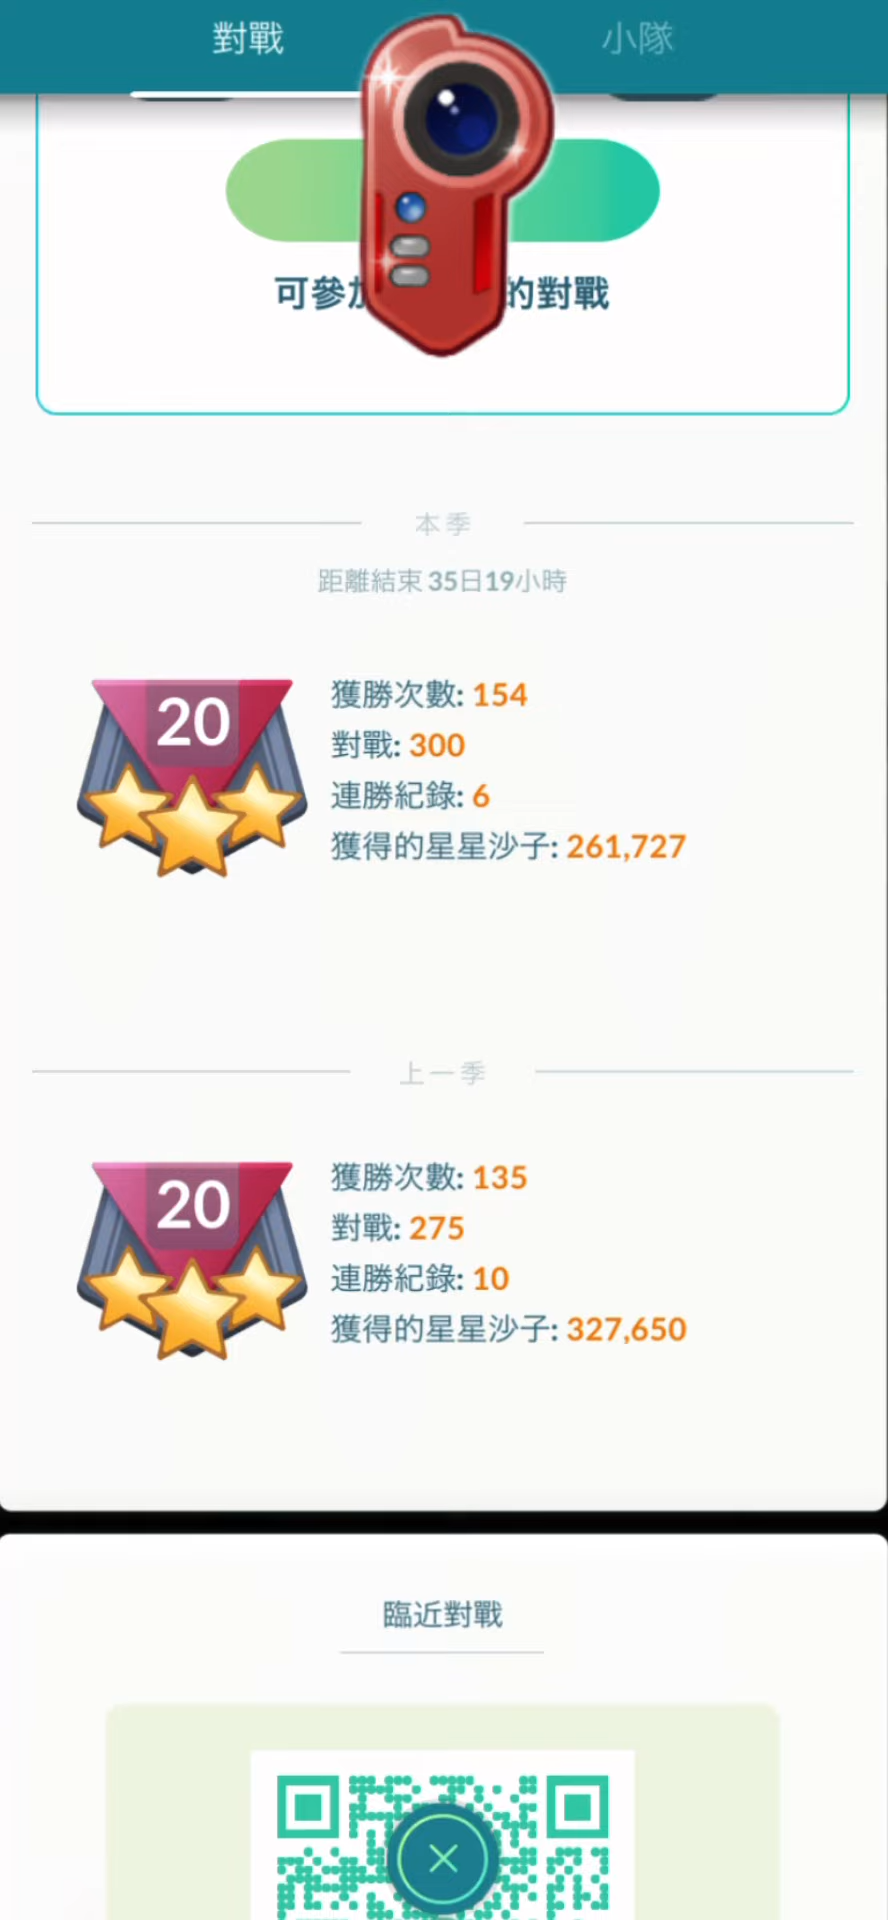 對戰
小隊
可參加 的對戰
本季
距離結束 35日19小時
20
獲勝次數: 154
對戰: 300
連勝紀錄: 6
獲得的星星沙子: 261,727
上一季
20
獲勝次數: 135
對戰: 275
連勝紀錄: 10
獲得的星星沙子: 327,650
臨近對戰